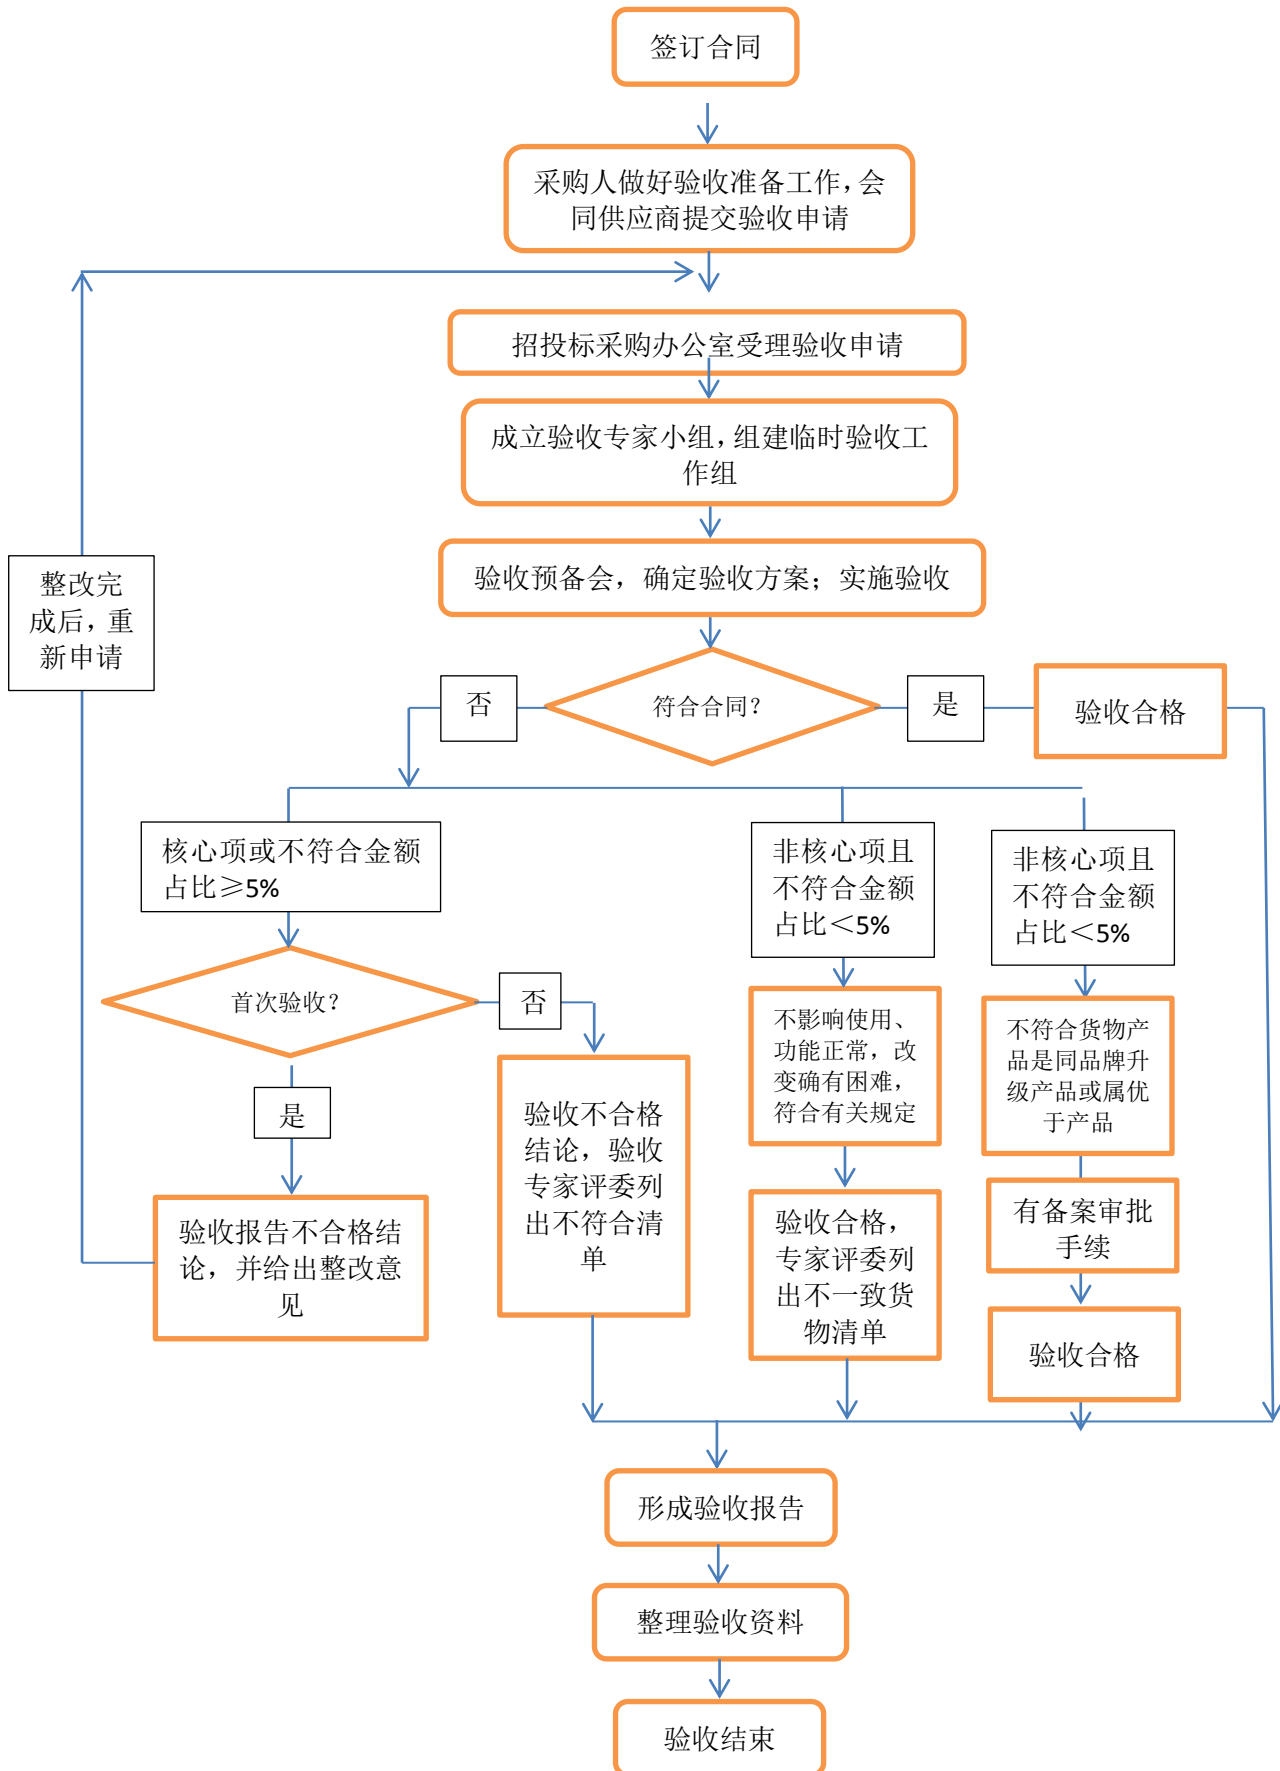 签订合同
采购人做好验收准备工作，会
同供应商提交验收申请
招投标采购办公室受理验收申请
成立验收专家小组，组建临时验收工
作组
验收预备会，确定验收方案；实施验收
整改完
成后，重
新申请
否
符合合同？
是
验收合格
核心项或不符合金额
占比≥5%
非核心项且
不符合金额
占比＜5%
非核心项且
不符合金额
占比＜5%
首次验收？
否
不影响使用、
功能正常，改
变确有困难，
符合有关规定
不符合货物产
品是同品牌升
级产品或属优
于产品
是
验收不合格
结论，验收
专家评委列
出不符合清
单
验收报告不合格结
论，并给出整改意
见
验收合格，
专家评委列
出不一致货
物清单
有备案审批
手续
验收合格
形成验收报告
整理验收资料
验收结束